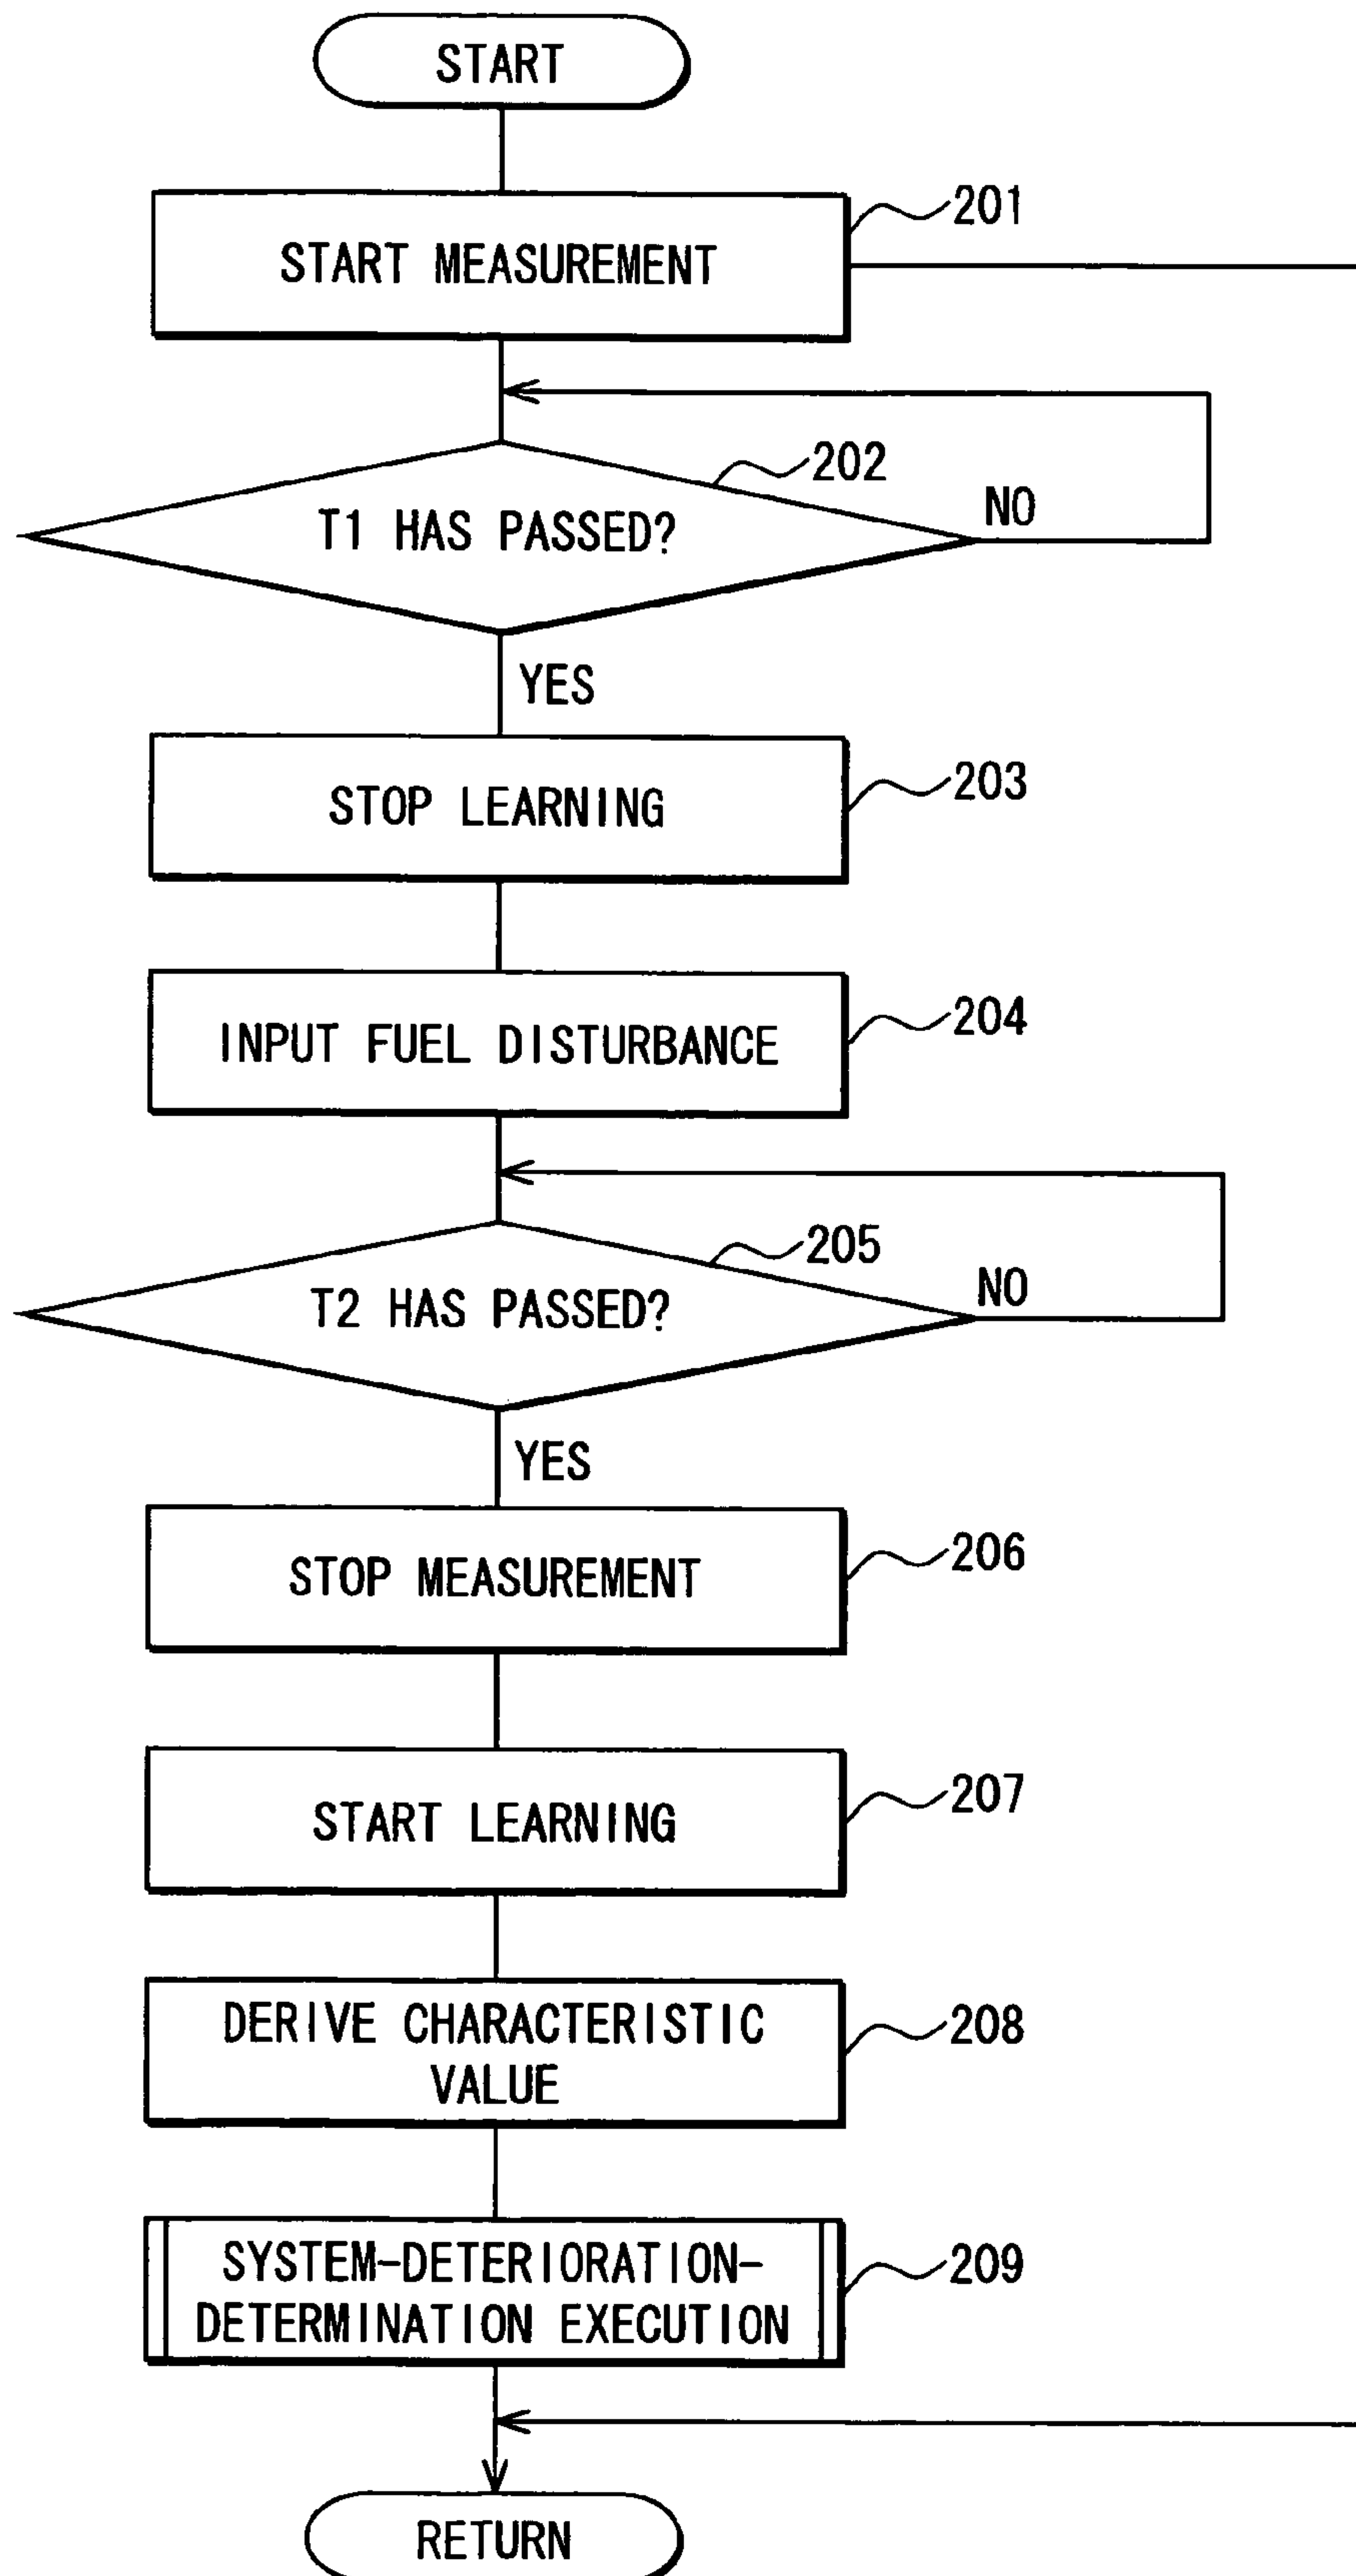 START
START MEASUREMENT
201
T1 HAS PASSED?
202
NO
YES
STOP LEARNING
203
INPUT FUEL DISTURBANCE
204
T2 HAS PASSED?
205
NO
YES
STOP MEASUREMENT
206
START LEARNING
207
DERIVE CHARACTERISTIC
VALUE
208
SYSTEM-DETERIORATION-
DETERMINATION EXECUTION
209
RETURN